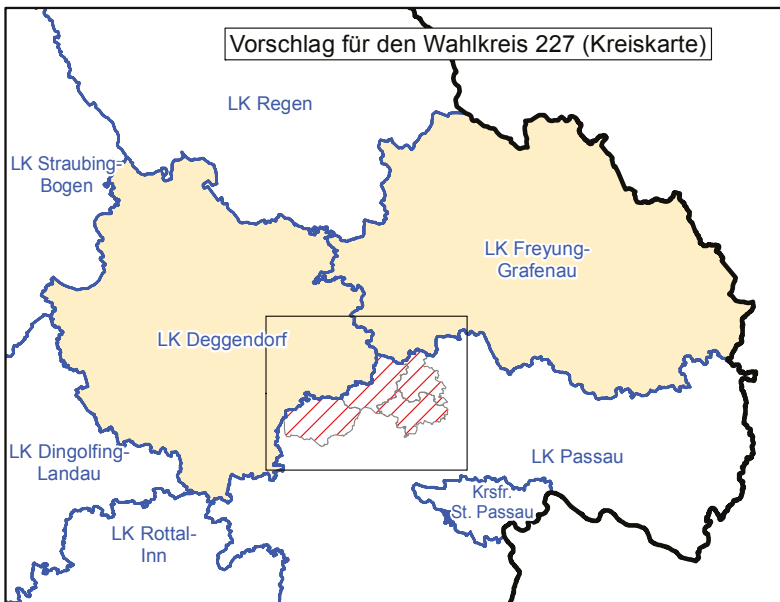 Vorschlag für den Wahlkreis 227 (Kreiskarte)
LK Regen
LK Straubing-
Bogen
LK Freyung-
Grafenau
LK Deggendorf
LK Dingolfing-
Landau
LK Passau
Krsfr.
St. Passau
LK Rottal-
Inn